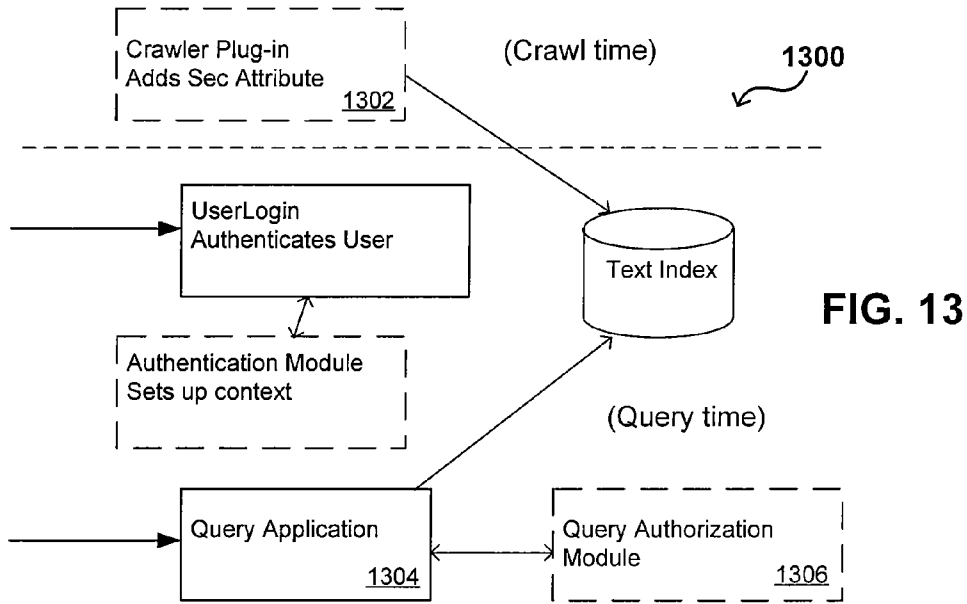 Crawler Plug-in
Adds Sec Attribute
1302
(Crawl time)
1300
UserLogin
Authenticates User
Text Index
FIG. 13
Authentication Module
Sets up context
(Query time)
Query Application
1304
Query Authorization
Module
1306